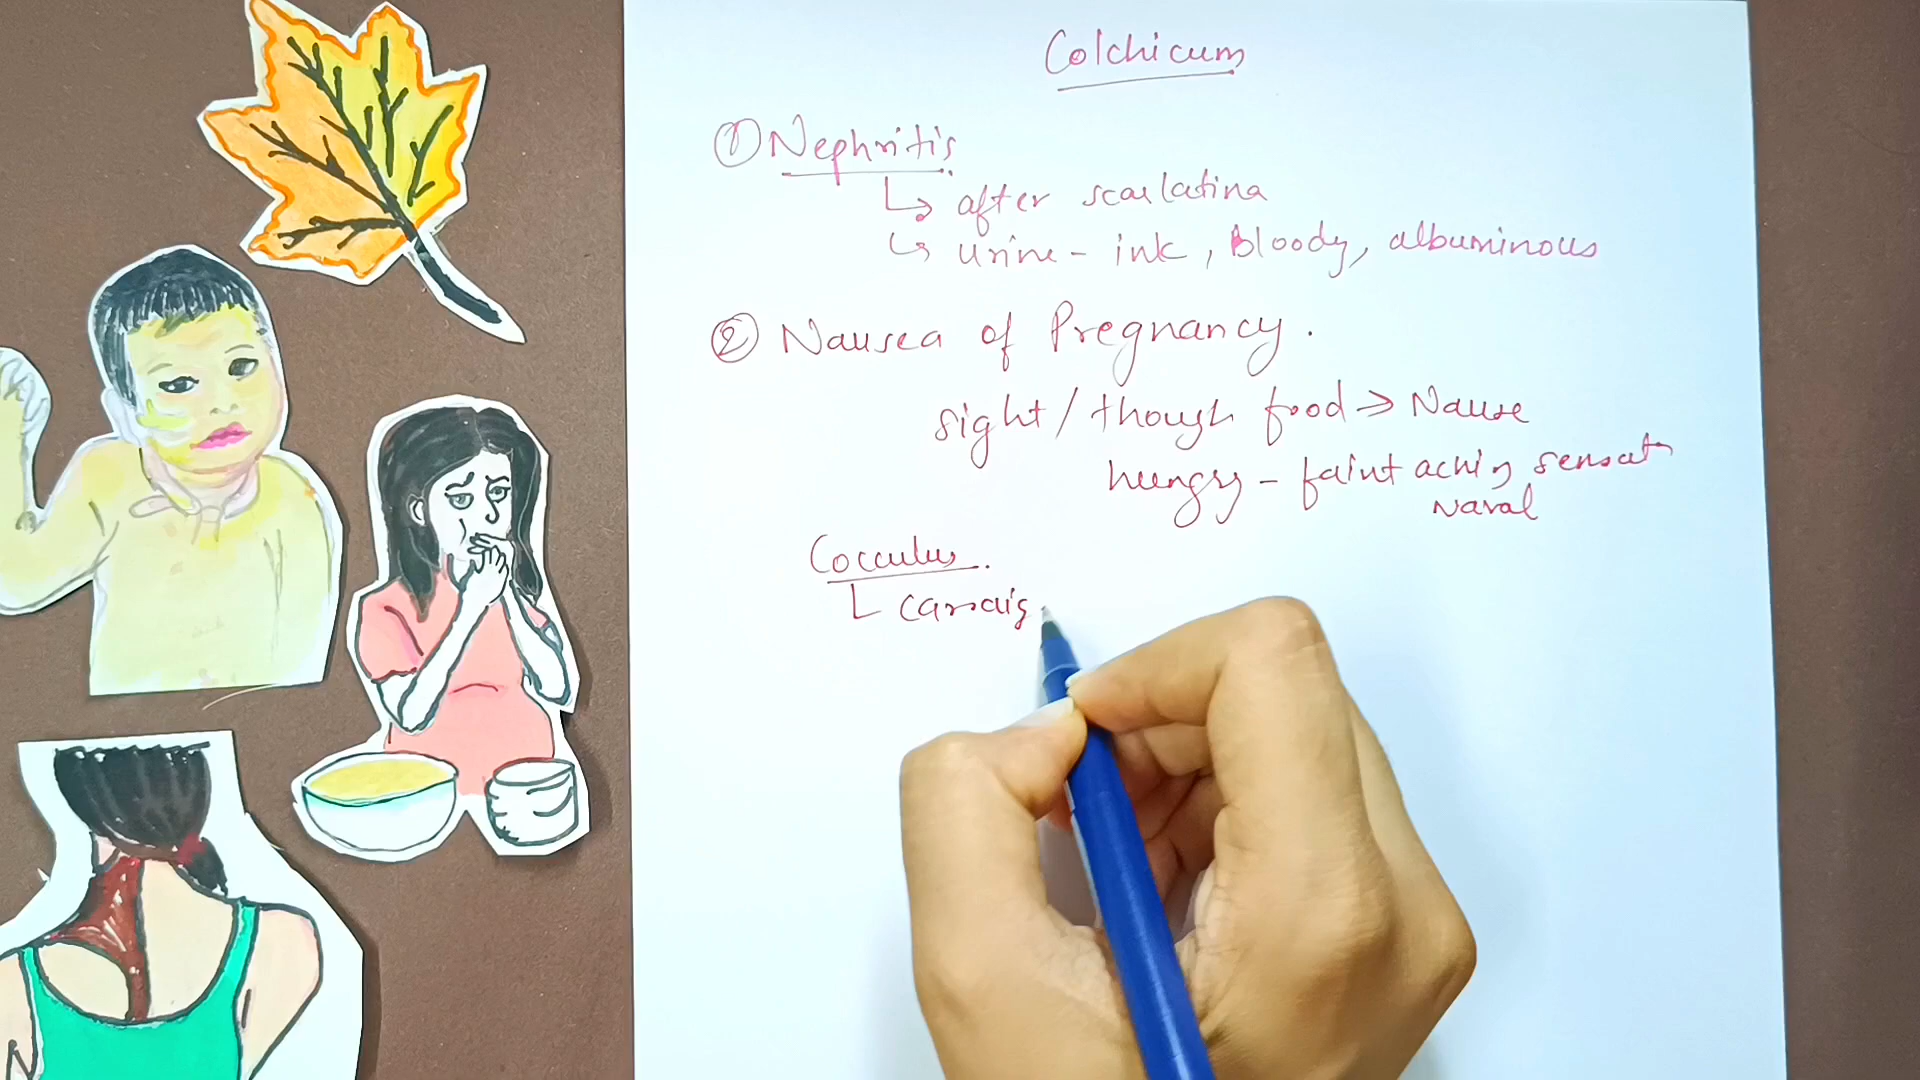 Colchicum
① Nephritis
↳ after scarlatina
↳ urine - ink, bloody, albuminous
② Nausea of Pregnancy.
sight / though food → Nause
hungry - faint aching sensat
naval
Cocculus.